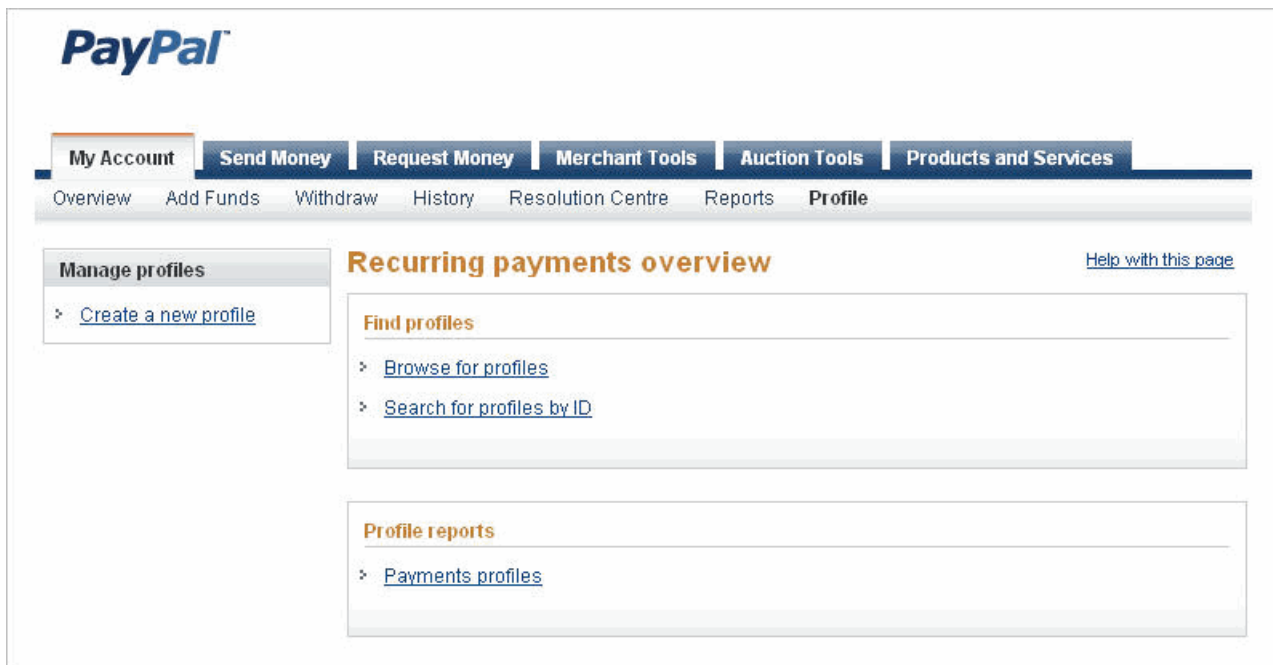 PayPal™
My Account Send Money Request Money Merchant Tools Auction Tools Products and Services
Overview Add Funds Withdraw History Resolution Centre Reports Profile
Manage profiles
Create a new profile
Recurring payments overview
Help with this page
Find profiles
Browse for profiles
Search for profiles by ID
Profile reports
Payments profiles